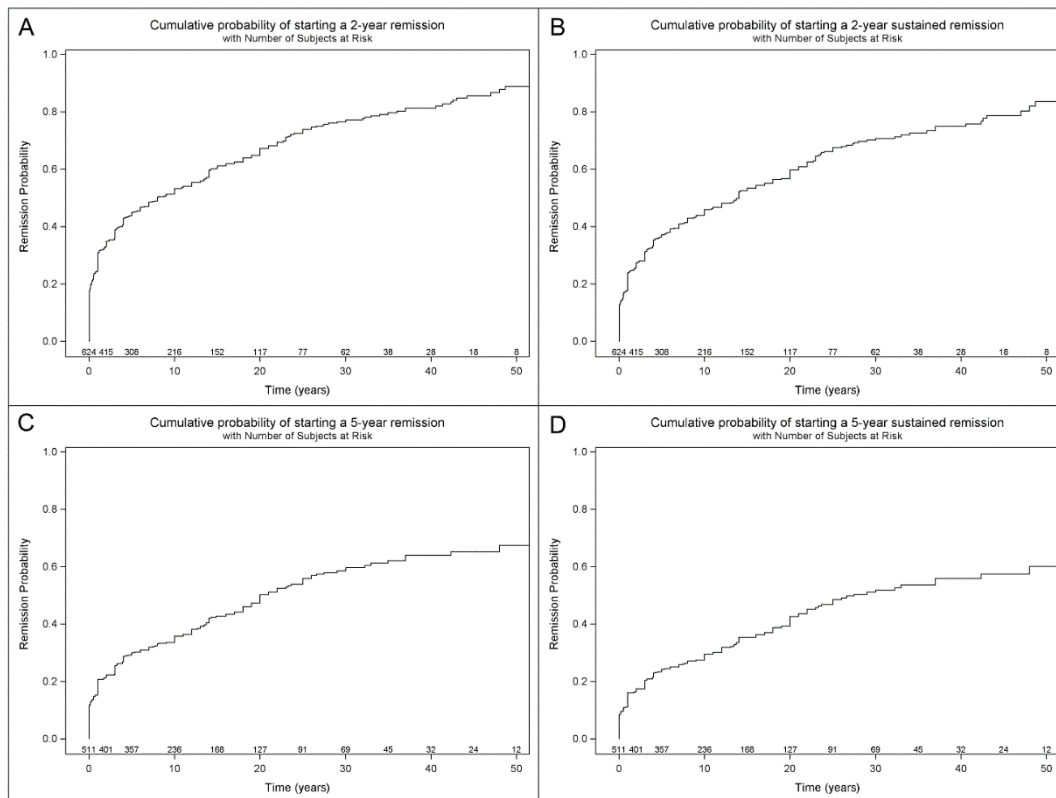 A
Cumulative probability of starting a 2-year remission
with Number of Subjects at Risk
Remission Probability
1.0
0.8
0.6
0.4
0.2
0.0
624 415 308 216 152 117 77 62 38 28 18 8
0 10 20 30 40 50
Time (years)
B
Cumulative probability of starting a 2-year sustained remission
with Number of Subjects at Risk
Remission Probability
1.0
0.8
0.6
0.4
0.2
0.0
624 415 308 216 152 117 77 62 38 28 18 8
0 10 20 30 40 50
Time (years)
C
Cumulative probability of starting a 5-year remission
with Number of Subjects at Risk
Remission Probability
1.0
0.8
0.6
0.4
0.2
0.0
511 401 357 236 168 127 91 69 45 32 24 12
0 10 20 30 40 50
Time (years)
D
Cumulative probability of starting a 5-year sustained remission
with Number of Subjects at Risk
Remission Probability
1.0
0.8
0.6
0.4
0.2
0.0
511 401 357 236 168 127 91 69 45 32 24 12
0 10 20 30 40 50
Time (years)